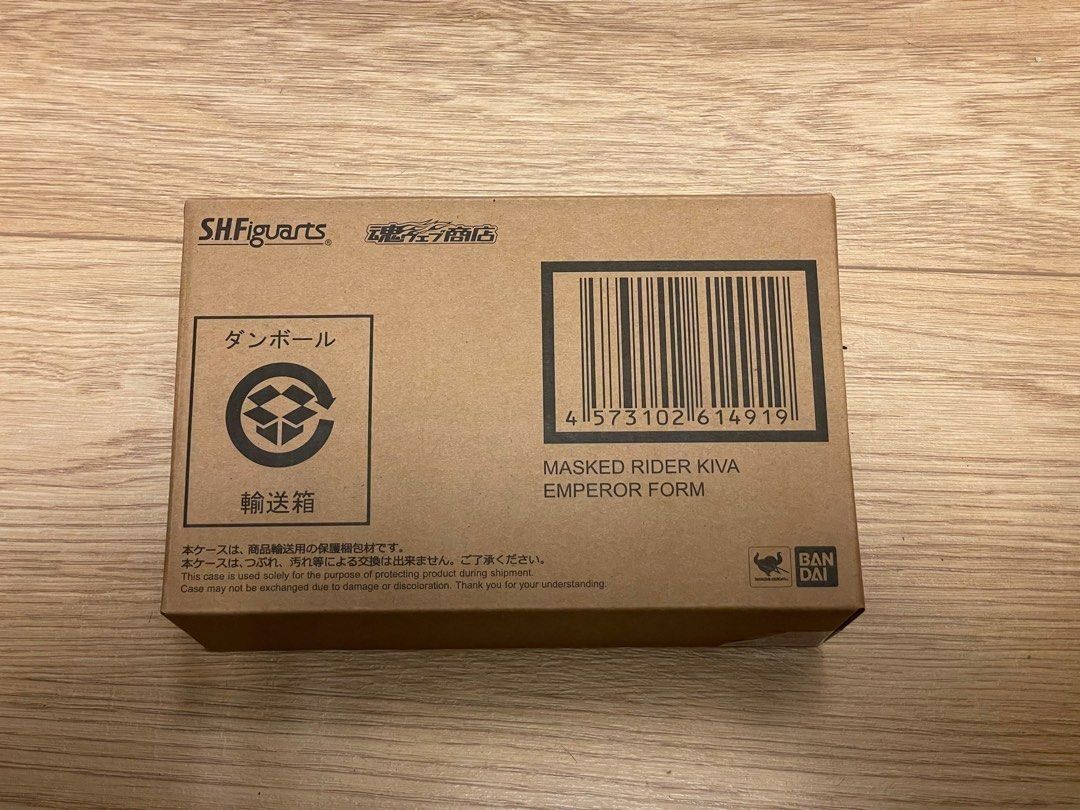 S.H.Figuarts®
魂ウェブ商店
ダンボール
輸送箱
4 573102 614919
MASKED RIDER KIVA
EMPEROR FORM
本ケースは、商品輸送用の保護梱包材です。
本ケースは、つぶれ、汚れ等による交換は出来ません。ご了承ください。
This case is used solely for the purpose of protecting product during shipment.
Case may not be exchanged due to damage or discoloration. Thank you for your understanding.
BAN
DAI